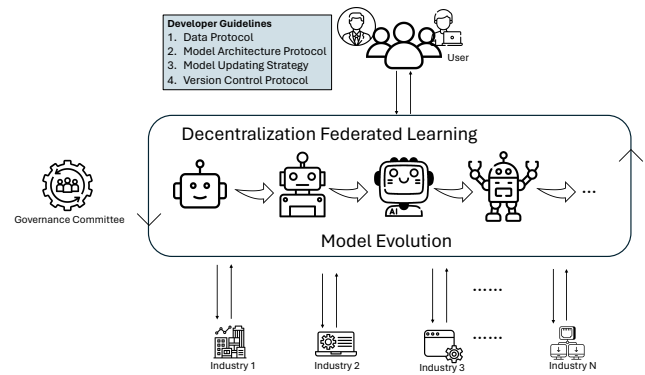 Developer Guidelines
1. Data Protocol
2. Model Architecture Protocol
3. Model Updating Strategy
4. Version Control Protocol
User
Decentralization Federated Learning
AI
...
Model Evolution
Governance Committee
......
......
Industry 1
Industry 2
Industry 3
Industry N